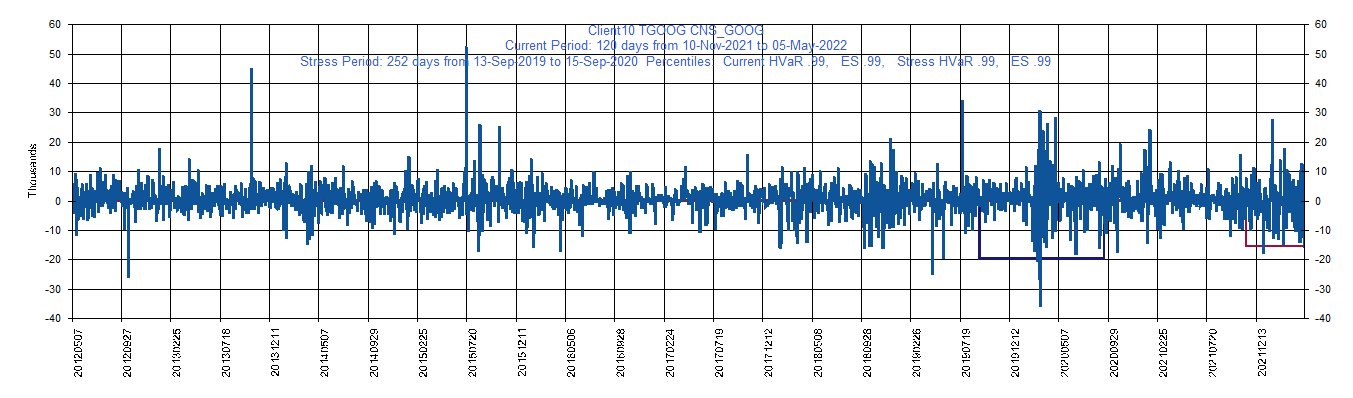 Client10 TGOOG CNS_GOOG
Current Period: 120 days from 10-Nov-2021 to 05-May-2022
Stress Period: 252 days from 13-Sep-2019 to 15-Sep-2020 Percentiles: Current HVaR .99, ES .99, Stress HVaR .99, ES .99
60 60
50 50
40 40
30 30
20 20
10 10
0 0
-10 -10
-20 -20
-30 -30
-40 -40
Thousands
20120507 20120927 20130225 20130718 20131211 20140507 20140929 20150225 20150720 20151211 20160506 20160928 20170224 20170719 20171212 20180508 20180928 20190226 20190719 20191212 20200507 20200929 20210225 20210720 20211213